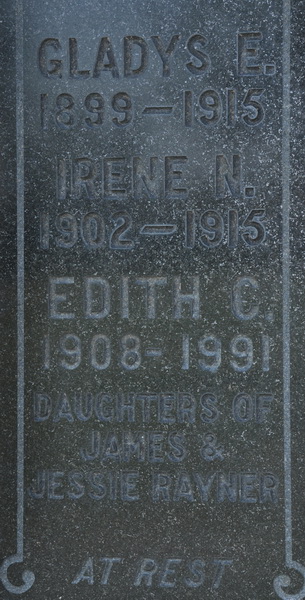 GLADYS E.
1899-1915
IRENE N.
1902-1915
EDITH C.
1908-1991
DAUGHTERS OF
JAMES &
JESSIE RAYNER
AT REST